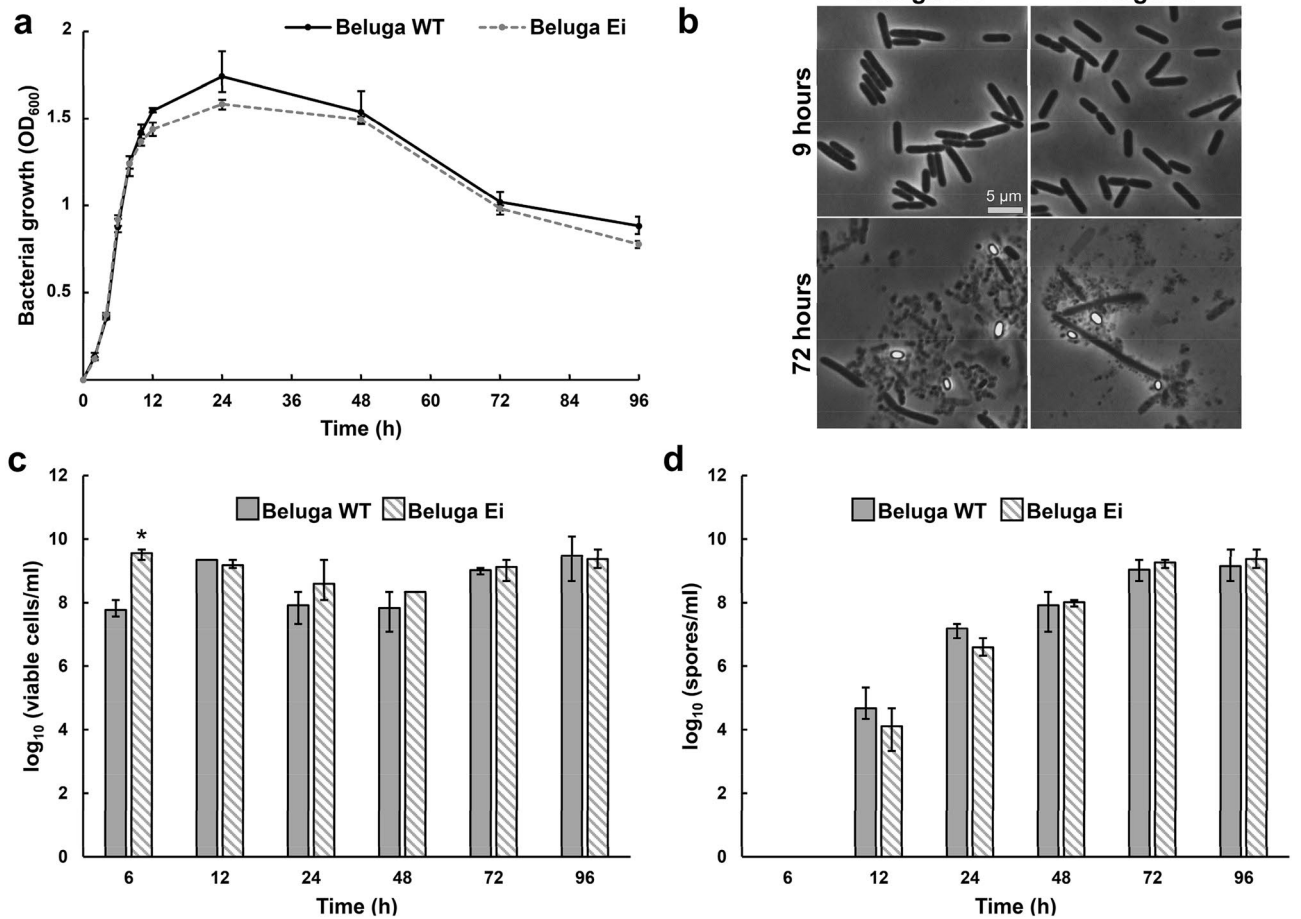 a
Beluga WT
Beluga Ei
Bacterial growth (OD600)
2
1.5
1
0.5
0
12
24
36
48
60
72
84
96
Time (h)
b
9 hours
72 hours
5 µm
c
Beluga WT
Beluga Ei
log10 (viable cells/ml)
12
10
8
6
4
2
0
*
6
12
24
48
72
96
Time (h)
d
Beluga WT
Beluga Ei
log10 (spores/ml)
12
10
8
6
4
2
0
6
12
24
48
72
96
Time (h)